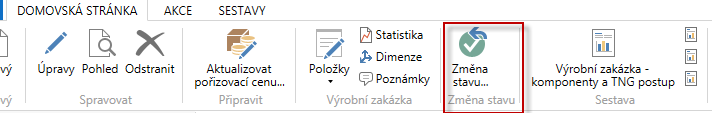 DOMOVSKÁ STRÁNKA AKCE SESTAVY
vý Úpravy Pohled Odstranit
Spravovat
Aktualizovat
pořizovací cenu...
Připravit
Položky
Statistika
Dimenze
Poznámky
Výrobní zakázka
Změna
stavu...
Změna stavu
Výrobní zakázka -
komponenty a TNG postup
Sestava